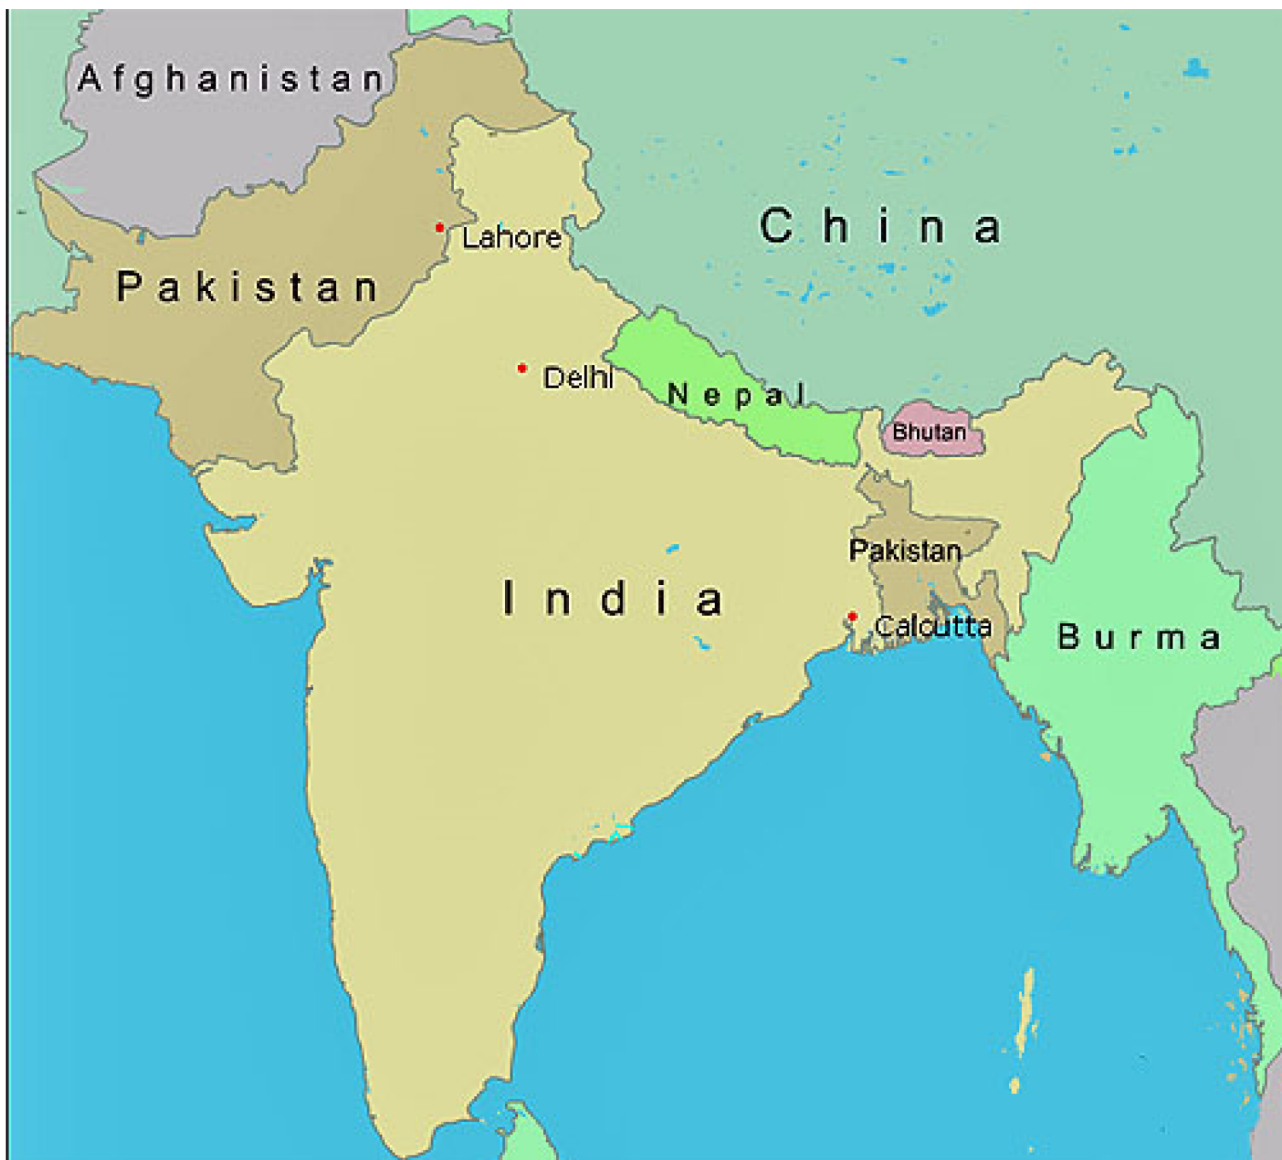 Afghanistan
China
Lahore
Pakistan
Delhi
Nepal
Bhutan
Pakistan
India
Calcutta
Burma